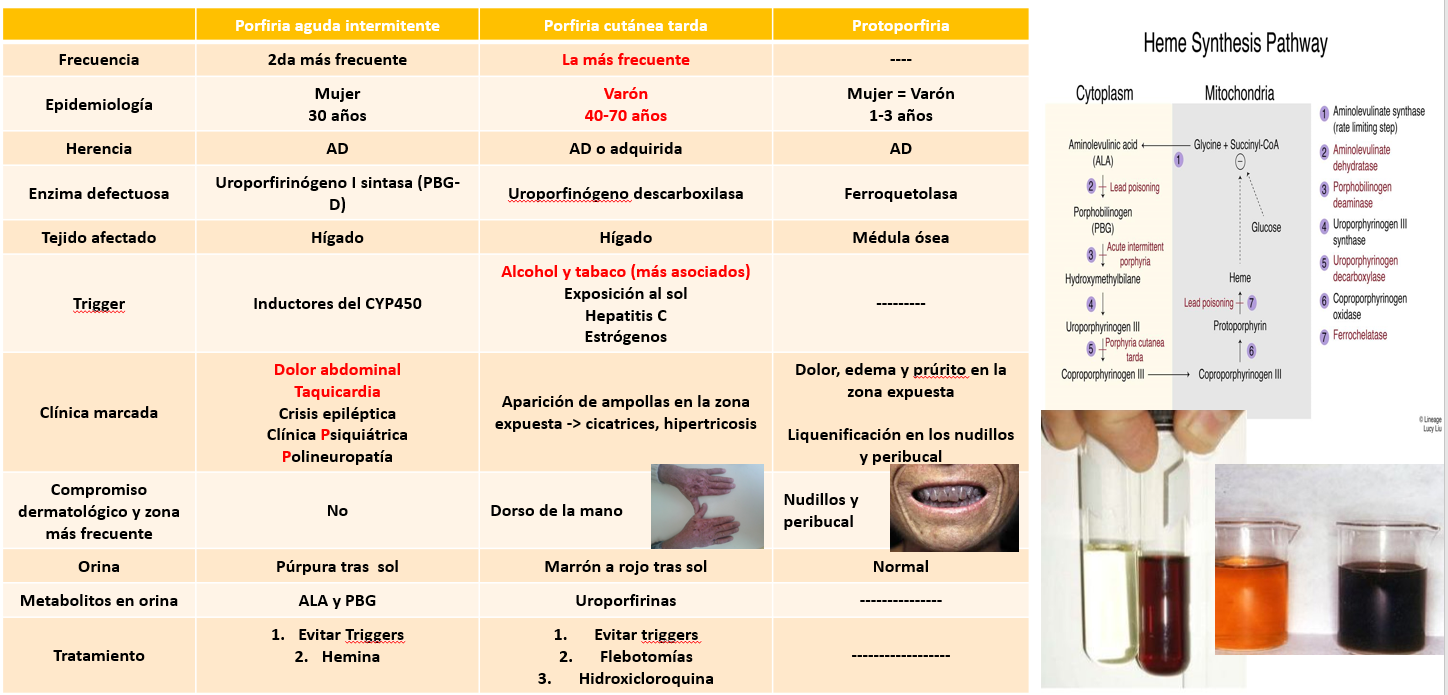 Porfiria aguda intermitente
Porfiria cutánea tarda
Protoporfiria
Frecuencia
2da más frecuente
La más frecuente
----
Epidemiología
Mujer
30 años
Varón
40-70 años
Mujer = Varón
1-3 años
Herencia
AD
AD o adquirida
AD
Enzima defectuosa
Uroporfirinógeno I sintasa (PBG-
D)
Uroporfinógeno descarboxilasa
Ferroquetolasa
Tejido afectado
Hígado
Hígado
Médula ósea
Trigger
Inductores del CYP450
Alcohol y tabaco (más asociados)
Exposición al sol
Hepatitis C
Estrógenos
---------
Clínica marcada
Dolor abdominal
Taquicardia
Crisis epiléptica
Clínica Psiquiátrica
Polineuropatía
Aparición de ampollas en la zona
expuesta -> cicatrices, hipertricosis
Dolor, edema y prúrito en la
zona expuesta
Liquenificación en los nudillos
y peribucal
Compromiso
dermatológico y zona
más frecuente
No
Dorso de la mano
Nudillos y
peribucal
Orina
Púrpura tras sol
Marrón a rojo tras sol
Normal
Metabolitos en orina
ALA y PBG
Uroporfirinas
---------------
Tratamiento
1. Evitar Triggers
2. Hemina
1. Evitar triggers
2. Flebotomías
3. Hidroxicloroquina
------------------
Heme Synthesis Pathway
Cytoplasm
Mitochondria
Aminolevulinic acid
(ALA)
1
Glycine + Succinyl-CoA
−
2
Lead poisoning
Porphobilinogen
(PBG)
Glucose
3
Acute intermittent
porphyria
Hydroxymethylbilane
Heme
4
Lead poisoning
7
Uroporphyrinogen III
Protoporphyrin
5
Porphyria cutanea
tarda
6
Coproporphyrinogen III
Coproporphyrinogen III
1 Aminolevulinate synthase
(rate limiting step)
2 Aminolevulinate
dehydratase
3 Porphobilinogen
deaminase
4 Uroporphyrinogen III
synthase
5 Uroporphyrinogen
decarboxylase
6 Coproporphyrinogen
oxidase
7 Ferrochelatase
© Lineage
Lucy Liu